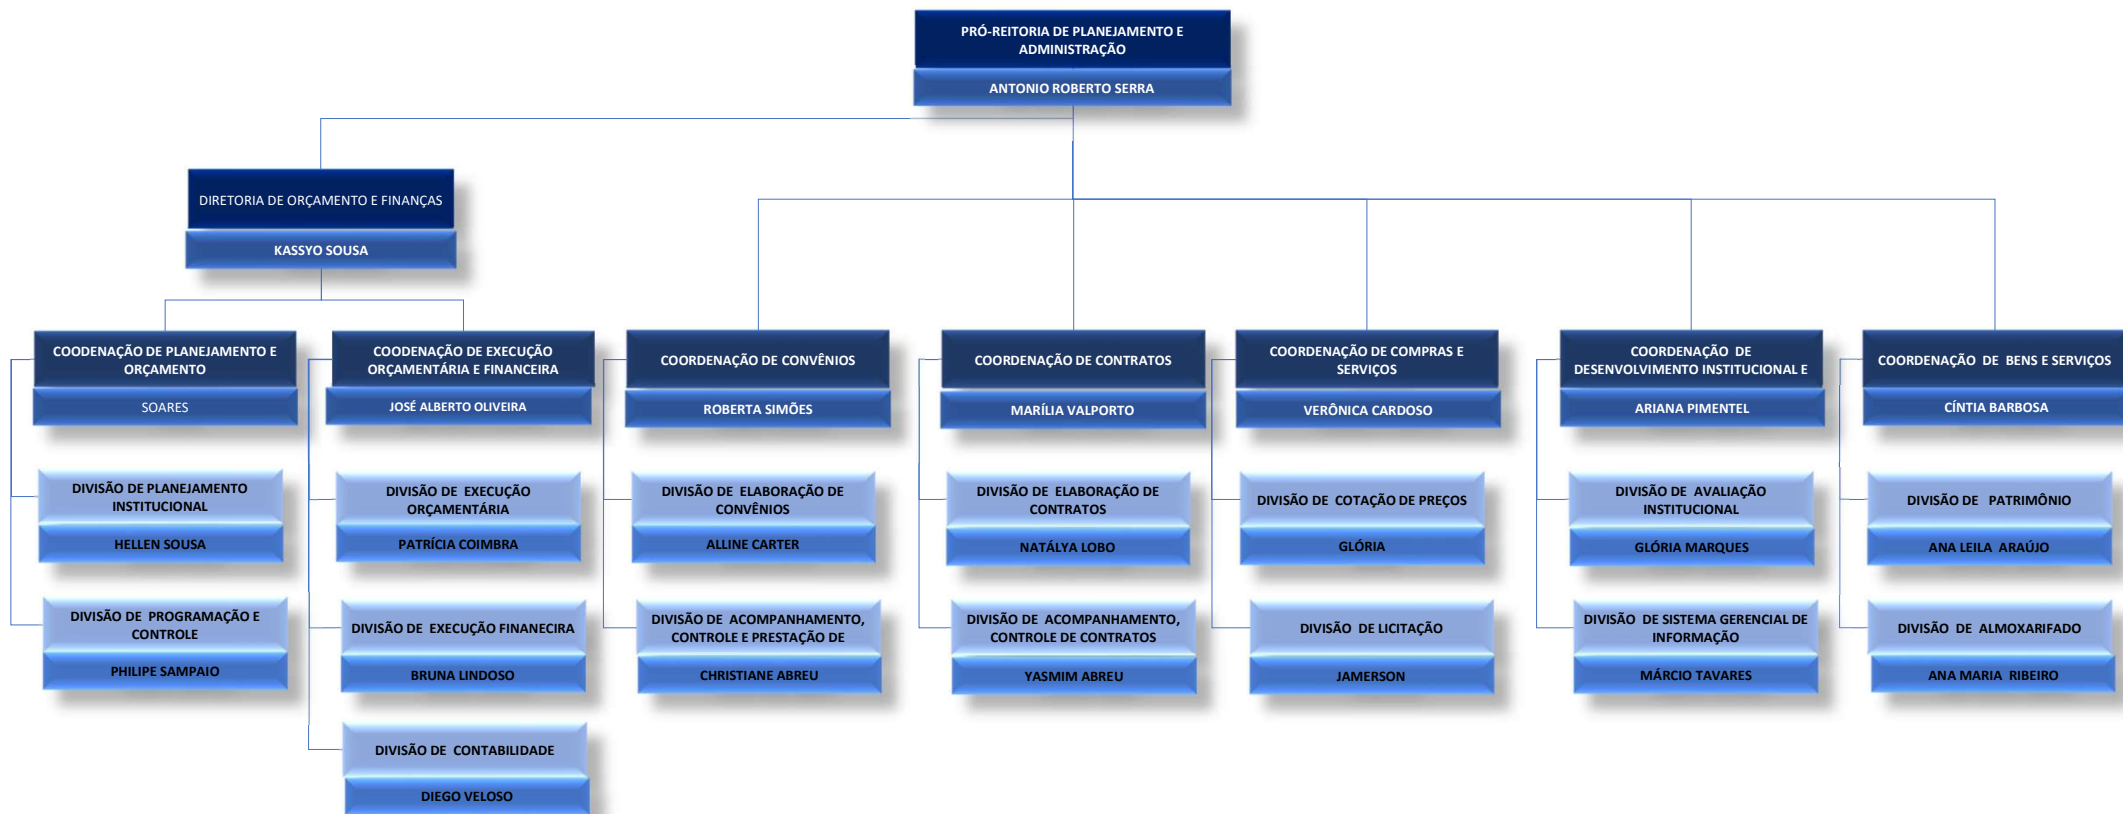 PRÓ-REITORIA DE PLANEJAMENTO E
ADMINISTRAÇÃO
ANTONIO ROBERTO SERRA
DIRETORIA DE ORÇAMENTO E FINANÇAS
KASSYO SOUSA
COODENAÇÃO DE PLANEJAMENTO E
ORÇAMENTO
SOARES
COODENAÇÃO DE EXECUÇÃO
ORÇAMENTÁRIA E FINANCEIRA
JOSÉ ALBERTO OLIVEIRA
COORDENAÇÃO DE CONVÊNIOS
ROBERTA SIMÕES
COORDENAÇÃO DE CONTRATOS
MARÍLIA VALPORTO
COORDENAÇÃO DE COMPRAS E
SERVIÇOS
VERÔNICA CARDOSO
COORDENAÇÃO DE
DESENVOLVIMENTO INSTITUCIONAL E
ARIANA PIMENTEL
COORDENAÇÃO DE BENS E SERVIÇOS
CÍNTIA BARBOSA
DIVISÃO DE PLANEJAMENTO
INSTITUCIONAL
HELLEN SOUSA
DIVISÃO DE EXECUÇÃO
ORÇAMENTÁRIA
PATRÍCIA COIMBRA
DIVISÃO DE ELABORAÇÃO DE
CONVÊNIOS
ALLINE CARTER
DIVISÃO DE ELABORAÇÃO DE
CONTRATOS
NATÁLYA LOBO
DIVISÃO DE COTAÇÃO DE PREÇOS
GLÓRIA
DIVISÃO DE AVALIAÇÃO
INSTITUCIONAL
GLÓRIA MARQUES
DIVISÃO DE PATRIMÔNIO
ANA LEILA ARAÚJO
DIVISÃO DE PROGRAMAÇÃO E
CONTROLE
PHILIPE SAMPAIO
DIVISÃO DE EXECUÇÃO FINANECIRA
BRUNA LINDOSO
DIVISÃO DE ACOMPANHAMENTO,
CONTROLE E PRESTAÇÃO DE
CHRISTIANE ABREU
DIVISÃO DE ACOMPANHAMENTO,
CONTROLE DE CONTRATOS
YASMIM ABREU
DIVISÃO DE LICITAÇÃO
JAMERSON
DIVISÃO DE SISTEMA GERENCIAL DE
INFORMAÇÃO
MÁRCIO TAVARES
DIVISÃO DE ALMOXARIFADO
ANA MARIA RIBEIRO
DIVISÃO DE CONTABILIDADE
DIEGO VELOSO